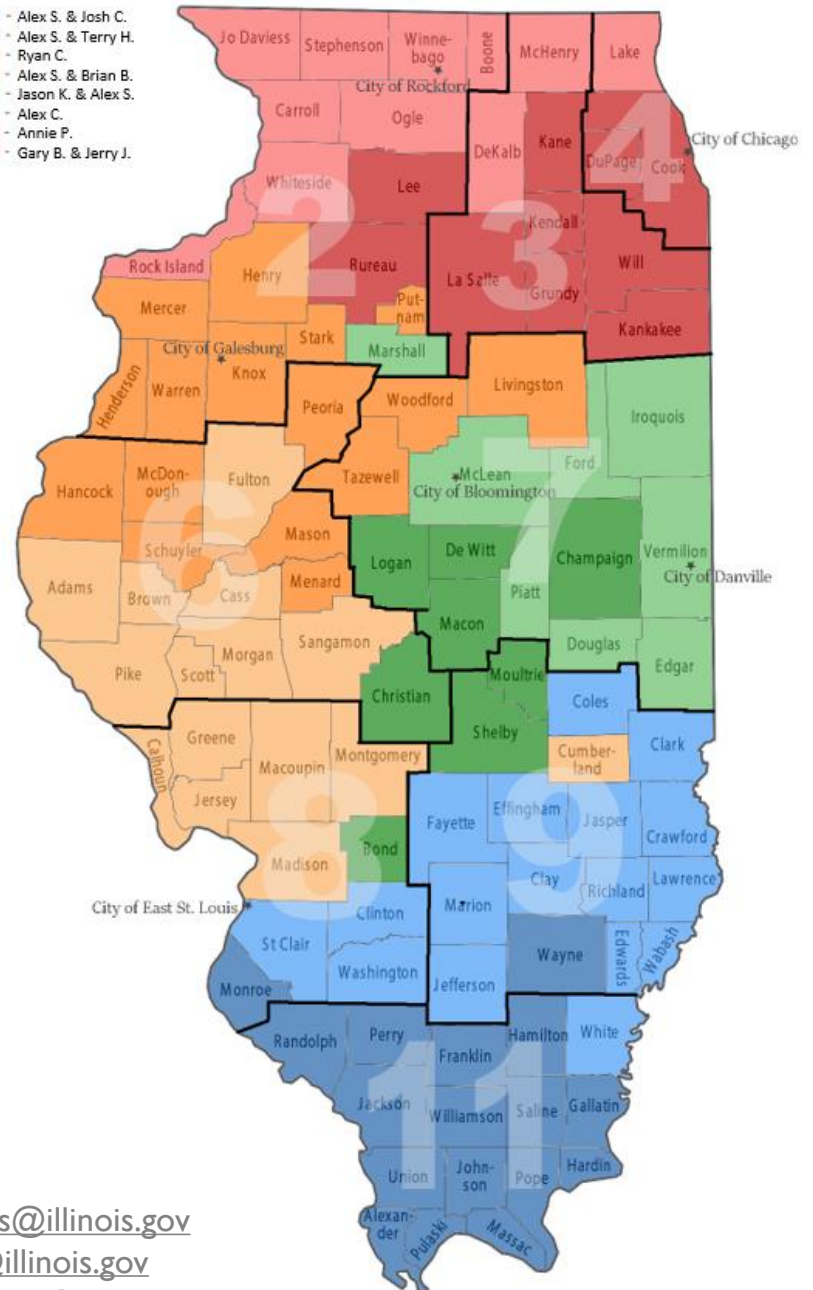 - Alex S. & Josh C.
- Alex S. & Terry H.
- Ryan C.
- Alex S. & Brian B.
- Jason K. & Alex S.
- Alex C.
- Annie P.
- Gary B. & Jerry J.
Jo Daviess
Stephenson
Winne-
bago
Boone
McHenry
Lake
City of Rockford
Carroll
Ogle
DeKalb
Kane
4
DuPage
Cook
City of Chicago
Whiteside
Lee
2
Kendall
3
Rock Island
Henry
Bureau
La Salle
Grundy
Will
Mercer
Put-
nam
Kankakee
City of Galesburg
Stark
Marshall
Henderson
Warren
Knox
Peoria
Woodford
Livingston
Iroquois
Hancock
McDon-
ough
Fulton
Tazewell
McLean
Ford
City of Bloomington
7
6
Schuyler
Mason
Logan
De Witt
Champaign
Vermilion
City of Danville
Adams
Brown
Cass
Menard
Piatt
Macon
Pike
Scott
Morgan
Sangamon
Douglas
Edgar
Christian
Moultrie
Shelby
Coles
Calhoun
Greene
Macoupin
Montgomery
Cumber-
land
Clark
Jersey
8
9
Fayette
Effingham
Jasper
Crawford
Madison
Bond
Clay
Richland
Lawrence
City of East St. Louis
Clinton
Marion
St Clair
Wayne
Edwards
Wabash
Washington
Jefferson
Monroe
Randolph
Perry
Franklin
Hamilton
White
11
Jackson
Williamson
Saline
Gallatin
Union
John-
son
Pope
Hardin
Alexan-
der
Pulaski
Massac
s@illinois.gov
@illinois.gov